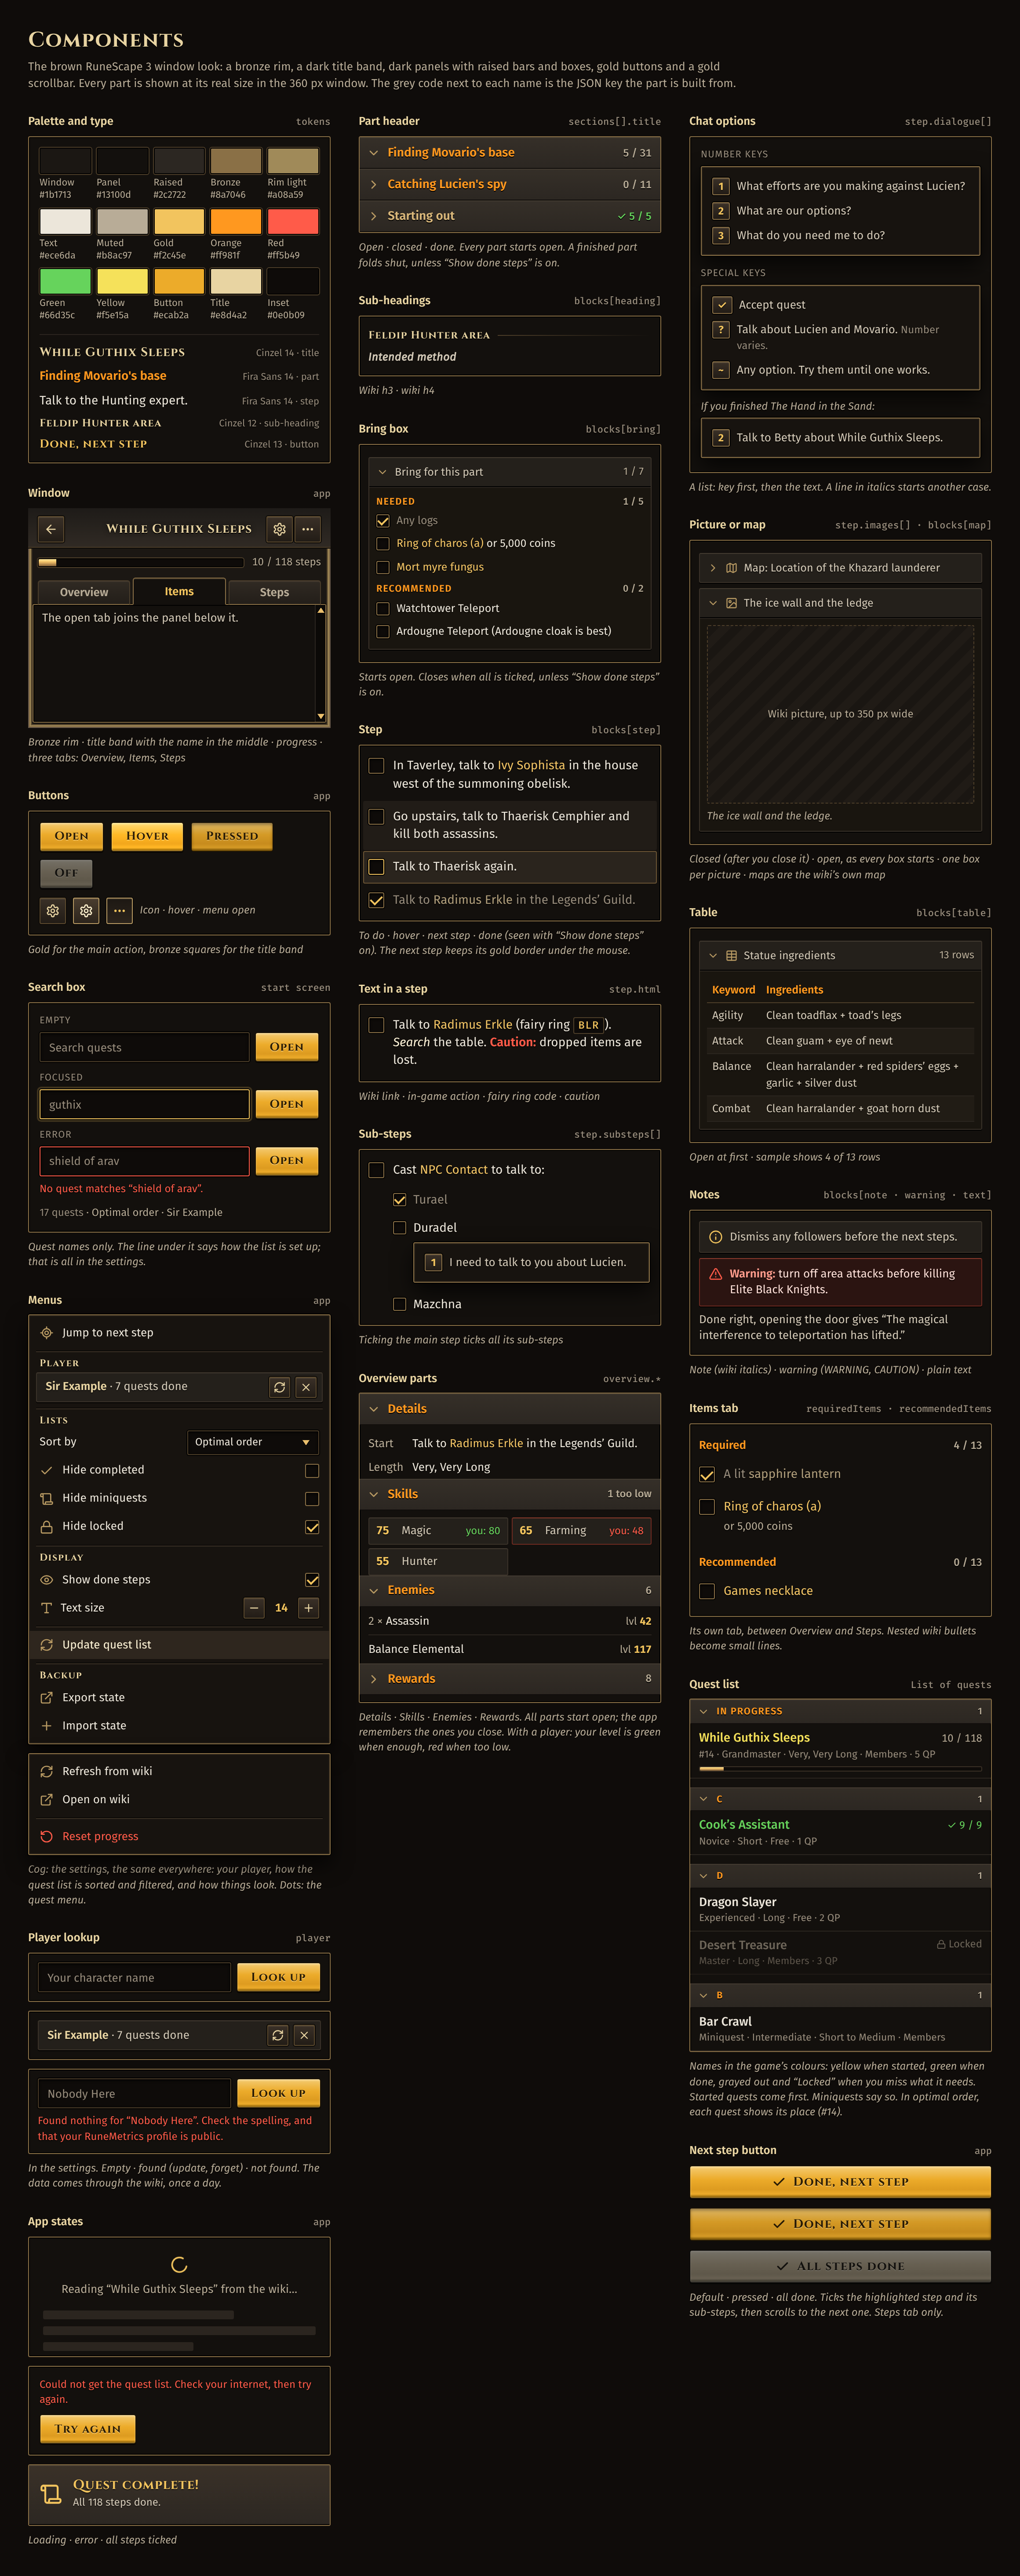 Components
The brown RuneScape 3 window look: a bronze rim, a dark title band, dark panels with raised bars and boxes, gold buttons and a gold
scrollbar. Every part is shown at its real size in the 360 px window. The grey code next to each name is the JSON key the part is built from.
Palette and type tokens
Window Panel Raised Bronze Rim light
#1b1713 #13100d #2c2722 #8a7046 #a08a59
Text Muted Gold Orange Red
#ece6da #b8ac97 #f2c45e #ff981f #ff5b49
Green Yellow Button Title Inset
#66d35c #f5e15a #ecab2a #e8d4a2 #0e0b09
While Guthix Sleeps Cinzel 14 · title
Finding Movario's base Fira Sans 14 · part
Talk to the Hunting expert. Fira Sans 14 · step
Feldip Hunter area Cinzel 12 · sub-heading
Done, next step Cinzel 13 · button
Window app
While Guthix Sleeps
10 / 118 steps
Overview Items Steps
The open tab joins the panel below it.
Bronze rim · title band with the name in the middle · progress ·
three tabs: Overview, Items, Steps
Buttons app
Open Hover Pressed
Off
Icon · hover · menu open
Gold for the main action, bronze squares for the title band
Search box start screen
EMPTY
Search quests Open
FOCUSED
guthix Open
ERROR
shield of arav Open
No quest matches “shield of arav”.
17 quests · Optimal order · Sir Example
Quest names only. The line under it says how the list is set up;
that is all in the settings.
Menus app
Jump to next step
Player
Sir Example · 7 quests done
Lists
Sort by Optimal order
Hide completed
Hide miniquests
Hide locked
Display
Show done steps
Text size 14
Update quest list
Backup
Export state
Import state
Refresh from wiki
Open on wiki
Reset progress
Cog: the settings, the same everywhere: your player, how the
quest list is sorted and filtered, and how things look. Dots: the
quest menu.
Player lookup player
Your character name Look up
Sir Example · 7 quests done
Nobody Here Look up
Found nothing for “Nobody Here”. Check the spelling, and
that your RuneMetrics profile is public.
In the settings. Empty · found (update, forget) · not found. The
data comes through the wiki, once a day.
App states app
Reading “While Guthix Sleeps” from the wiki…
Could not get the quest list. Check your internet, then try
again.
Try again
Quest complete!
All 118 steps done.
Loading · error · all steps ticked
Part header sections[].title
Finding Movario's base 5 / 31
Catching Lucien's spy 0 / 11
Starting out ✓ 5 / 5
Open · closed · done. Every part starts open. A finished part
folds shut, unless “Show done steps” is on.
Sub-headings blocks[heading]
Feldip Hunter area
Intended method
Wiki h3 · wiki h4
Bring box blocks[bring]
Bring for this part 1 / 7
NEEDED 1 / 5
Any logs
Ring of charos (a) or 5,000 coins
Mort myre fungus
RECOMMENDED 0 / 2
Watchtower Teleport
Ardougne Teleport (Ardougne cloak is best)
Starts open. Closes when all is ticked, unless “Show done steps”
is on.
Step blocks[step]
In Taverley, talk to Ivy Sophista in the house
west of the summoning obelisk.
Go upstairs, talk to Thaerisk Cemphier and
kill both assassins.
Talk to Thaerisk again.
Talk to Radimus Erkle in the Legends’ Guild.
To do · hover · next step · done (seen with “Show done steps”
on). The next step keeps its gold border under the mouse.
Text in a step step.html
Talk to Radimus Erkle (fairy ring BLR).
Search the table. Caution: dropped items are
lost.
Wiki link · in-game action · fairy ring code · caution
Sub-steps step.substeps[]
Cast NPC Contact to talk to:
Turael
Duradel
1 I need to talk to you about Lucien.
Mazchna
Ticking the main step ticks all its sub-steps
Overview parts overview.*
Details
Start Talk to Radimus Erkle in the Legends’ Guild.
Length Very, Very Long
Skills 1 too low
75 Magic you: 80 65 Farming you: 48
55 Hunter
Enemies 6
2 × Assassin lvl 42
Balance Elemental lvl 117
Rewards 8
Details · Skills · Enemies · Rewards. All parts start open; the app
remembers the ones you close. With a player: your level is green
when enough, red when too low.
Chat options step.dialogue[]
NUMBER KEYS
1 What efforts are you making against Lucien?
2 What are our options?
3 What do you need me to do?
SPECIAL KEYS
✓ Accept quest
? Talk about Lucien and Movario. Number
varies.
~ Any option. Try them until one works.
If you finished The Hand in the Sand:
2 Talk to Betty about While Guthix Sleeps.
A list: key first, then the text. A line in italics starts another case.
Picture or map step.images[] · blocks[map]
Map: Location of the Khazard launderer
The ice wall and the ledge
Wiki picture, up to 350 px wide
The ice wall and the ledge.
Closed (after you close it) · open, as every box starts · one box
per picture · maps are the wiki’s own map
Table blocks[table]
Statue ingredients 13 rows
Keyword Ingredients
Agility Clean toadflax + toad’s legs
Attack Clean guam + eye of newt
Balance Clean harralander + red spiders’ eggs +
garlic + silver dust
Combat Clean harralander + goat horn dust
Open at first · sample shows 4 of 13 rows
Notes blocks[note · warning · text]
Dismiss any followers before the next steps.
Warning: turn off area attacks before killing
Elite Black Knights.
Done right, opening the door gives “The magical
interference to teleportation has lifted.”
Note (wiki italics) · warning (WARNING, CAUTION) · plain text
Items tab requiredItems · recommendedItems
Required 4 / 13
A lit sapphire lantern
Ring of charos (a)
or 5,000 coins
Recommended 0 / 13
Games necklace
Its own tab, between Overview and Steps. Nested wiki bullets
become small lines.
Quest list List of quests
IN PROGRESS 1
While Guthix Sleeps 10 / 118
#14 · Grandmaster · Very, Very Long · Members · 5 QP
C 1
Cook’s Assistant ✓ 9 / 9
Novice · Short · Free · 1 QP
D 1
Dragon Slayer
Experienced · Long · Free · 2 QP
Desert Treasure Locked
Master · Long · Members · 3 QP
B 1
Bar Crawl
Miniquest · Intermediate · Short to Medium · Members
Names in the game’s colours: yellow when started, green when
done, grayed out and “Locked” when you miss what it needs.
Started quests come first. Miniquests say so. In optimal order,
each quest shows its place (#14).
Next step button app
✓ Done, next step
✓ Done, next step
✓ All steps done
Default · pressed · all done. Ticks the highlighted step and its
sub-steps, then scrolls to the next one. Steps tab only.